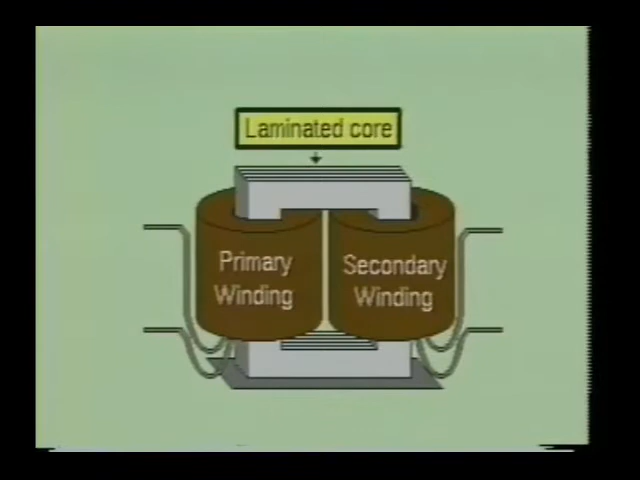 Laminated core
Primary
Winding
Secondary
Winding